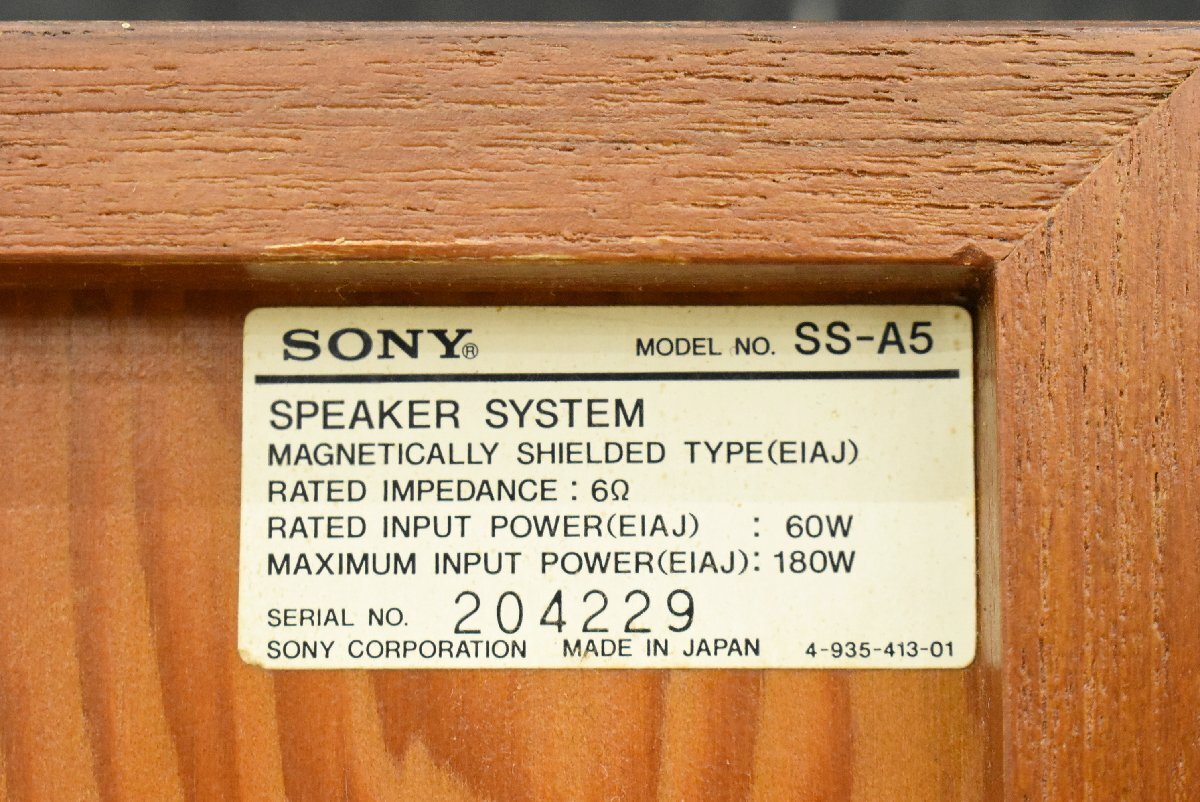 SONY® MODEL NO. SS-A5
SPEAKER SYSTEM
MAGNETICALLY SHIELDED TYPE(EIAJ)
RATED IMPEDANCE : 6Ω
RATED INPUT POWER(EIAJ) : 60W
MAXIMUM INPUT POWER(EIAJ): 180W
SERIAL NO. 204229
SONY CORPORATION MADE IN JAPAN 4-935-413-01